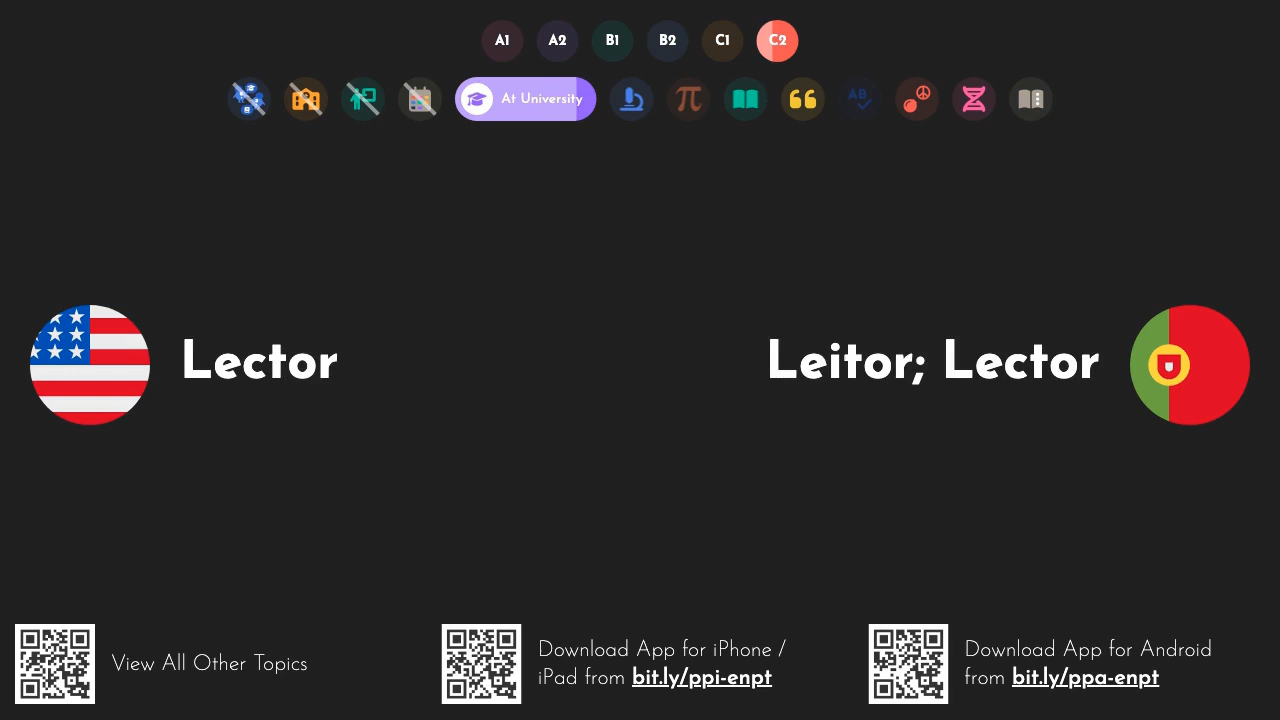 A1 A2 B1 B2 C1 C2
At University
AB
Lector
Leitor; Lector
View All Other Topics
Download App for iPhone /
iPad from bit.ly/ppi-enpt
Download App for Android
from bit.ly/ppa-enpt